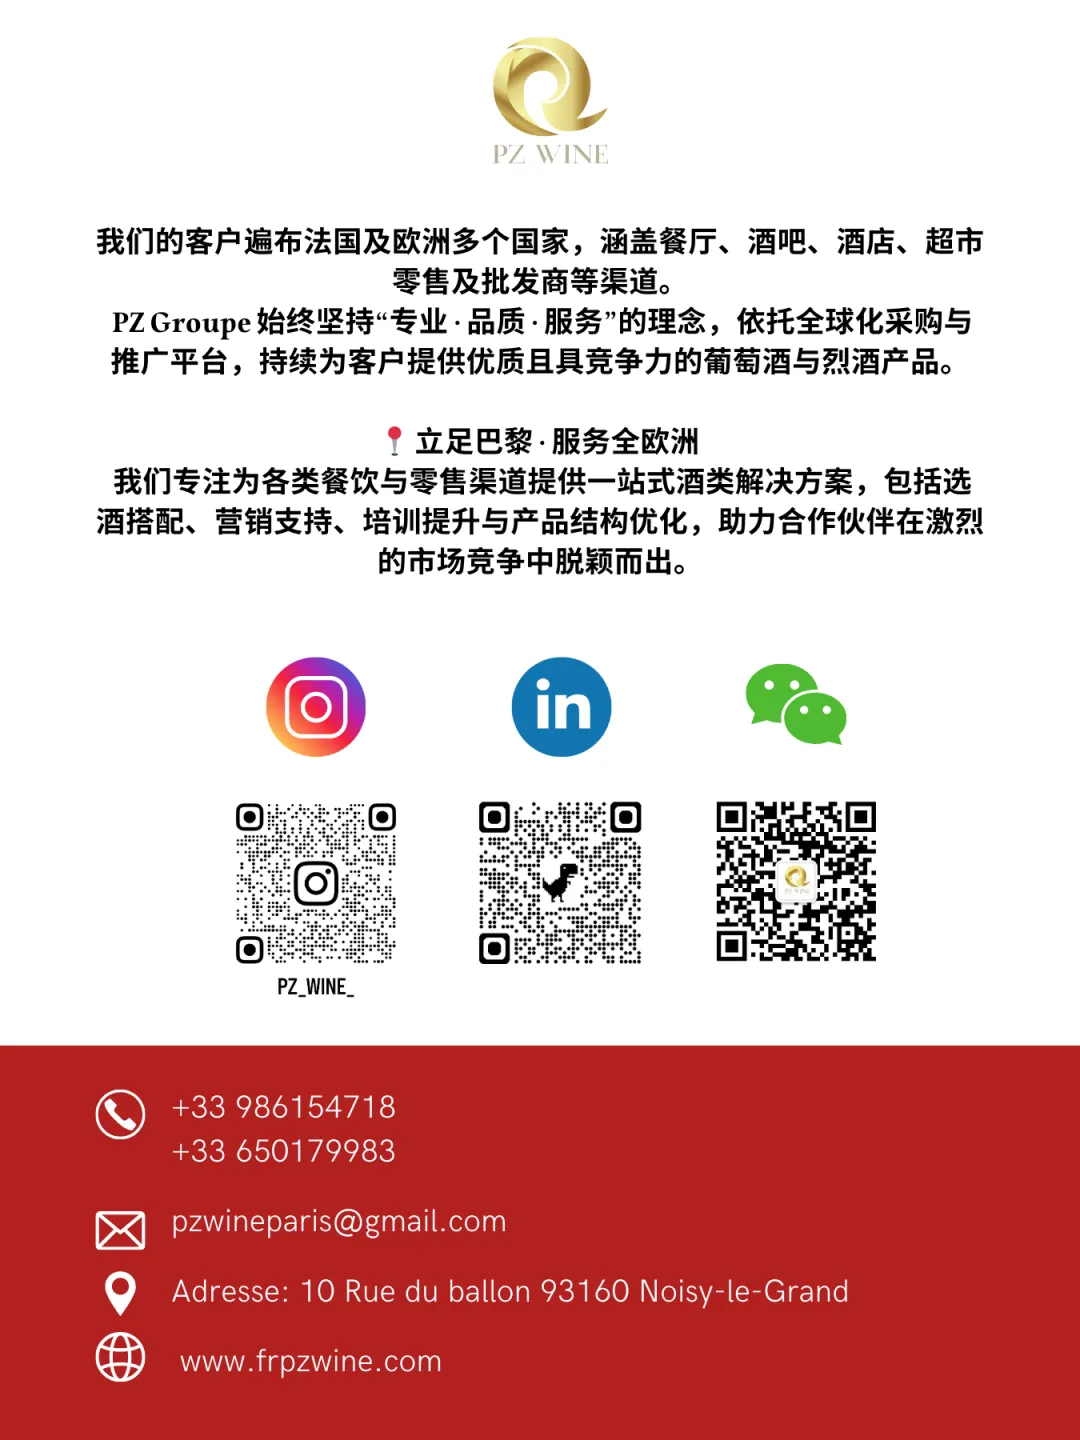 PZ WINE
我们的客户遍布法国及欧洲多个国家，涵盖餐厅、酒吧、酒店、超市
零售及批发商等渠道。
PZ Groupe 始终坚持“专业 · 品质 · 服务”的理念，依托全球化采购与
推广平台，持续为客户提供优质且具竞争力的葡萄酒与烈酒产品。
📍 立足巴黎 · 服务全欧洲
我们专注为各类餐饮与零售渠道提供一站式酒类解决方案，包括选
酒搭配、营销支持、培训提升与产品结构优化，助力合作伙伴在激烈
的市场竞争中脱颖而出。
in
PZ WINE
PZ_WINE_
+33 986154718
+33 650179983
pzwineparis@gmail.com
Adresse: 10 Rue du ballon 93160 Noisy-le-Grand
www.frpzwine.com